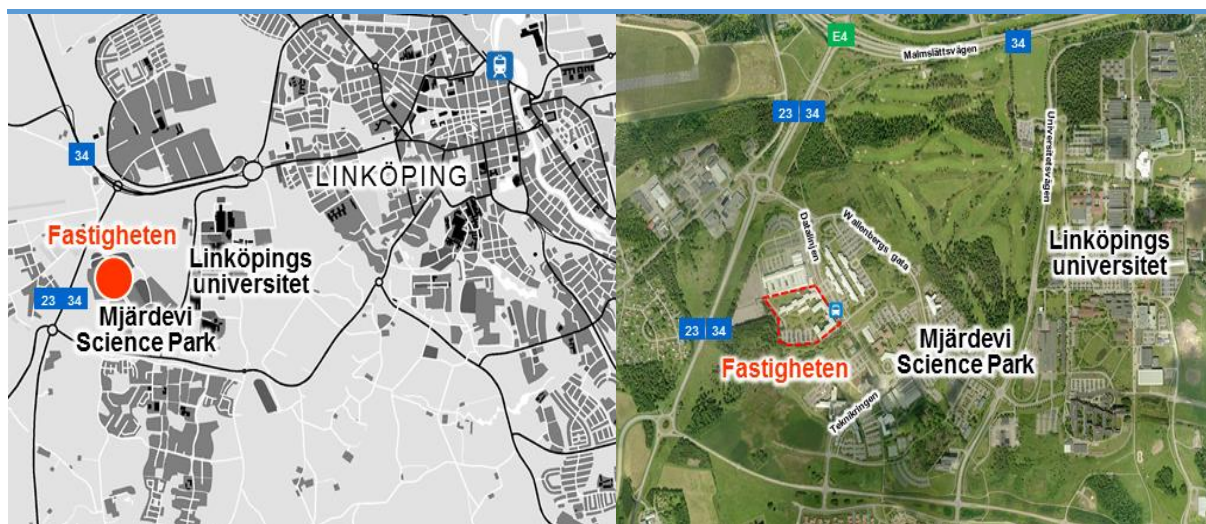 34
LINKÖPING
Fastigheten
Linköpings
universitet
23 34
Mjärdevi
Science Park
E4
Malmslättsvägen
34
23 34
Universitetsvägen
Datalinjen
Wallenbergs gata
Linköpings
universitet
23 34
Mjärdevi
Science Park
Fastigheten
Teknikringen